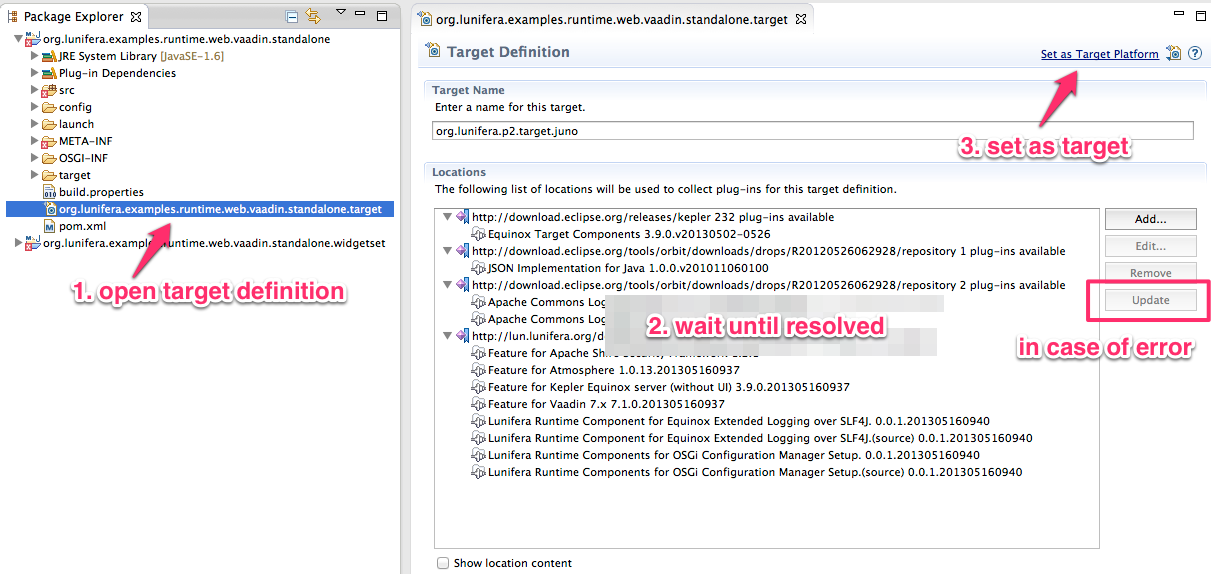 Package Explorer
org.lunifera.examples.runtime.web.vaadin.standalone
JRE System Library [JavaSE-1.6]
Plug-in Dependencies
src
config
launch
META-INF
OSGI-INF
target
build.properties
org.lunifera.examples.runtime.web.vaadin.standalone.target
pom.xml
org.lunifera.examples.runtime.web.vaadin.standalone.widgetset
1. open target definition
org.lunifera.examples.runtime.web.vaadin.standalone.target
Target Definition
Set as Target Platform
3. set as target
Target Name
Enter a name for this target.
org.lunifera.p2.target.juno
Locations
The following list of locations will be used to collect plug-ins for this target definition.
http://download.eclipse.org/releases/kepler 232 plug-ins available
Equinox Target Components 3.9.0.v20130502-0526
http://download.eclipse.org/tools/orbit/downloads/drops/R20120526062928/repository 1 plug-ins available
JSON Implementation for Java 1.0.0.v201011060100
http://download.eclipse.org/tools/orbit/downloads/drops/R20120526062928/repository 2 plug-ins available
Apache Commons Log
Apache Commons Log
2. wait until resolved
http://lun.lunifera.org/d
Feature for Apache
Feature for Atmosphere 1.0.13.201305160937
Feature for Kepler Equinox server (without UI) 3.9.0.201305160937
Feature for Vaadin 7.x 7.1.0.201305160937
Lunifera Runtime Component for Equinox Extended Logging over SLF4J. 0.0.1.201305160940
Lunifera Runtime Component for Equinox Extended Logging over SLF4J.(source) 0.0.1.201305160940
Lunifera Runtime Components for OSGi Configuration Manager Setup. 0.0.1.201305160940
Lunifera Runtime Components for OSGi Configuration Manager Setup.(source) 0.0.1.201305160940
Add...
Edit...
Remove
Update
in case of error
Show location content